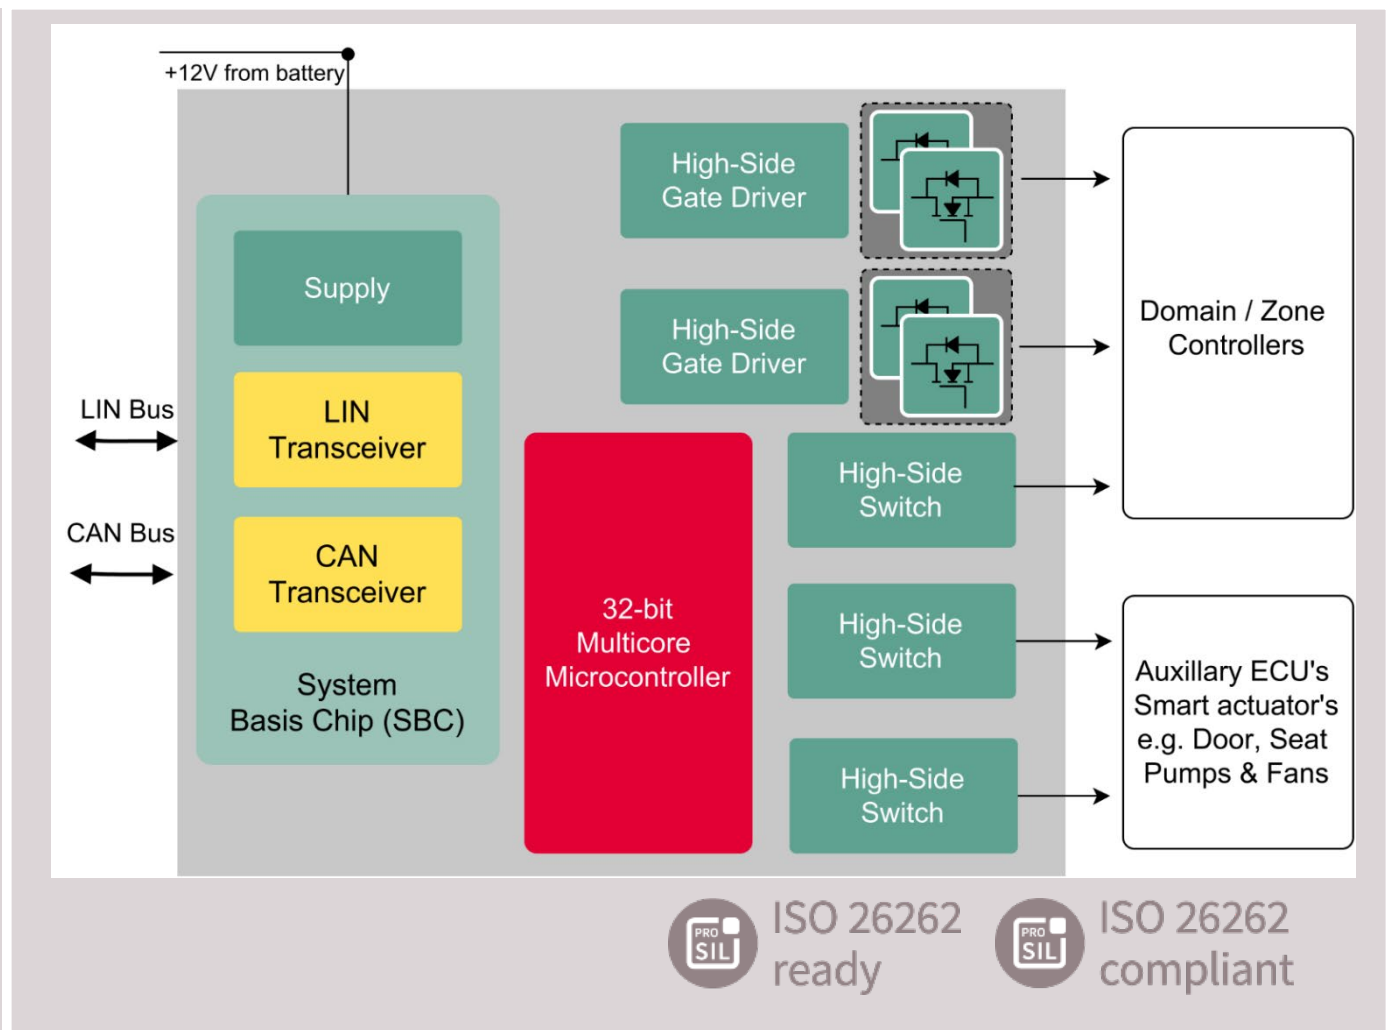 +12V from battery
High-Side
Gate Driver
Supply
High-Side
Gate Driver
Domain / Zone
Controllers
LIN Bus
LIN
Transceiver
High-Side
Switch
CAN Bus
CAN
Transceiver
32-bit
Multicore
Microcontroller
High-Side
Switch
System
Basis Chip (SBC)
Auxillary ECU's
Smart actuator's
e.g. Door, Seat
Pumps & Fans
High-Side
Switch
PRO
SIL
ISO 26262
ready
PRO
SIL
ISO 26262
compliant